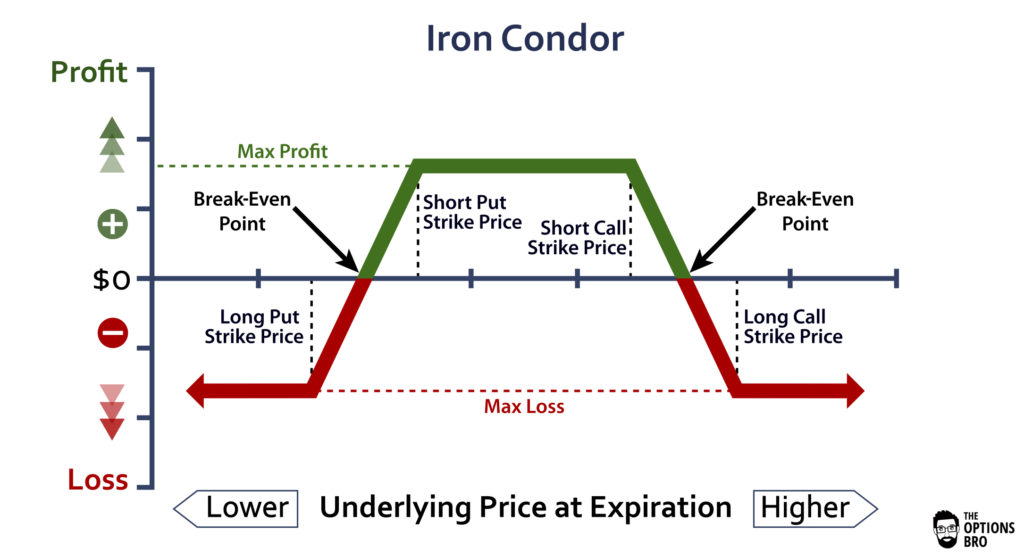 Iron Condor
Profit
Max Profit
Break-Even
Point
Short Put
Strike Price
Short Call
Strike Price
Break-Even
Point
$0
Long Put
Strike Price
Long Call
Strike Price
Max Loss
Loss
Lower
Underlying Price at Expiration
Higher
THE
OPTIONS
BRO